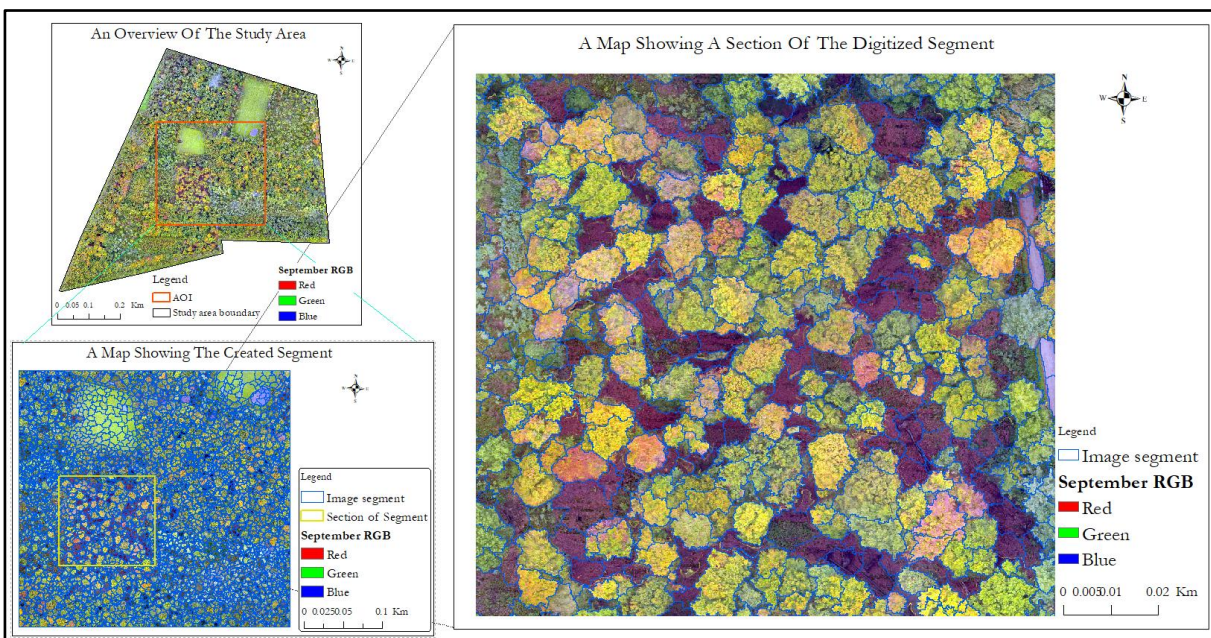 An Overview Of The Study Area
N
W E
S
Legend
AOI
Study area boundary
September RGB
Red
Green
Blue
0 0.05 0.1 0.2 Km
A Map Showing The Created Segment
N
W E
S
Legend
Image segment
Section of Segment
September RGB
Red
Green
Blue
0 0.0250.05 0.1 Km
A Map Showing A Section Of The Digitized Segment
N
W E
S
Legend
Image segment
September RGB
Red
Green
Blue
0 0.0050.01 0.02 Km